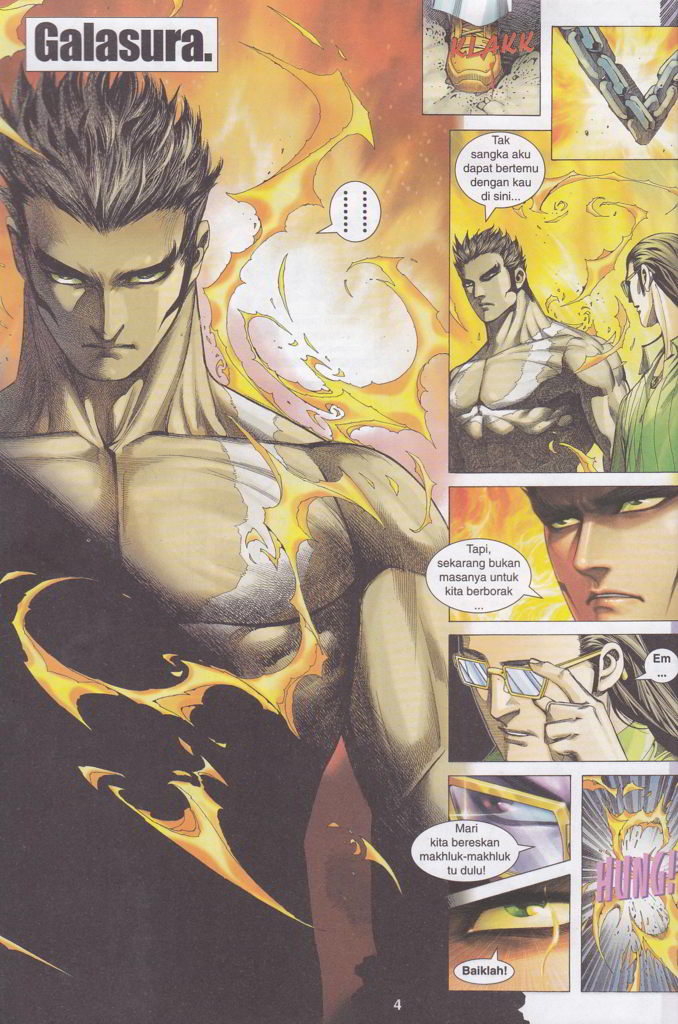 Galasura.
KLAKK
Tak
sangka aku
dapat bertemu
dengan kau
di sini...
Tapi,
sekarang bukan
masanya untuk
kita berborak
...
Em
...
Mari
kita bereskan
makhluk-makhluk
tu dulu!
Baiklah!
HUNG!
4